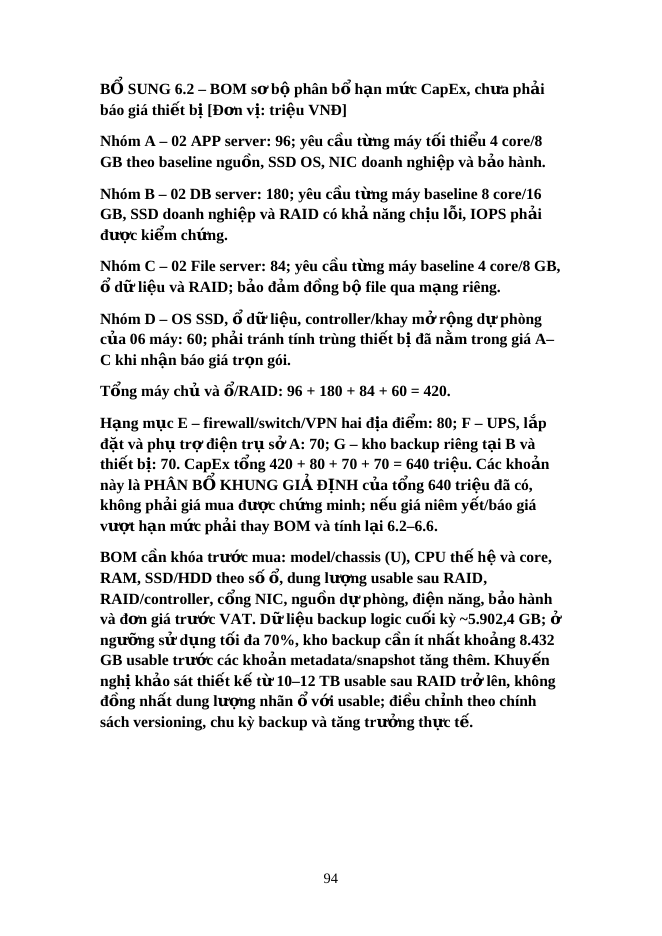 BỔ SUNG 6.2 – BOM sơ bộ phân bổ hạn mức CapEx, chưa phải
báo giá thiết bị [Đơn vị: triệu VNĐ]
Nhóm A – 02 APP server: 96; yêu cầu từng máy tối thiểu 4 core/8
GB theo baseline nguồn, SSD OS, NIC doanh nghiệp và bảo hành.
Nhóm B – 02 DB server: 180; yêu cầu từng máy baseline 8 core/16
GB, SSD doanh nghiệp và RAID có khả năng chịu lỗi, IOPS phải
được kiểm chứng.
Nhóm C – 02 File server: 84; yêu cầu từng máy baseline 4 core/8 GB,
ổ dữ liệu và RAID; bảo đảm đồng bộ file qua mạng riêng.
Nhóm D – OS SSD, ổ dữ liệu, controller/khay mở rộng dự phòng
của 06 máy: 60; phải tránh tính trùng thiết bị đã nằm trong giá A–
C khi nhận báo giá trọn gói.
Tổng máy chủ và ổ/RAID: 96 + 180 + 84 + 60 = 420.
Hạng mục E – firewall/switch/VPN hai địa điểm: 80; F – UPS, lắp
đặt và phụ trợ điện trụ sở A: 70; G – kho backup riêng tại B và
thiết bị: 70. CapEx tổng 420 + 80 + 70 + 70 = 640 triệu. Các khoản
này là PHÂN BỔ KHUNG GIẢ ĐỊNH của tổng 640 triệu đã có,
không phải giá mua được chứng minh; nếu giá niêm yết/báo giá
vượt hạn mức phải thay BOM và tính lại 6.2–6.6.
BOM cần khóa trước mua: model/chassis (U), CPU thế hệ và core,
RAM, SSD/HDD theo số ổ, dung lượng usable sau RAID,
RAID/controller, cổng NIC, nguồn dự phòng, điện năng, bảo hành
và đơn giá trước VAT. Dữ liệu backup logic cuối kỳ ~5.902,4 GB; ở
ngưỡng sử dụng tối đa 70%, kho backup cần ít nhất khoảng 8.432
GB usable trước các khoản metadata/snapshot tăng thêm. Khuyến
nghị khảo sát thiết kế từ 10–12 TB usable sau RAID trở lên, không
đồng nhất dung lượng nhãn ổ với usable; điều chỉnh theo chính
sách versioning, chu kỳ backup và tăng trưởng thực tế.
94